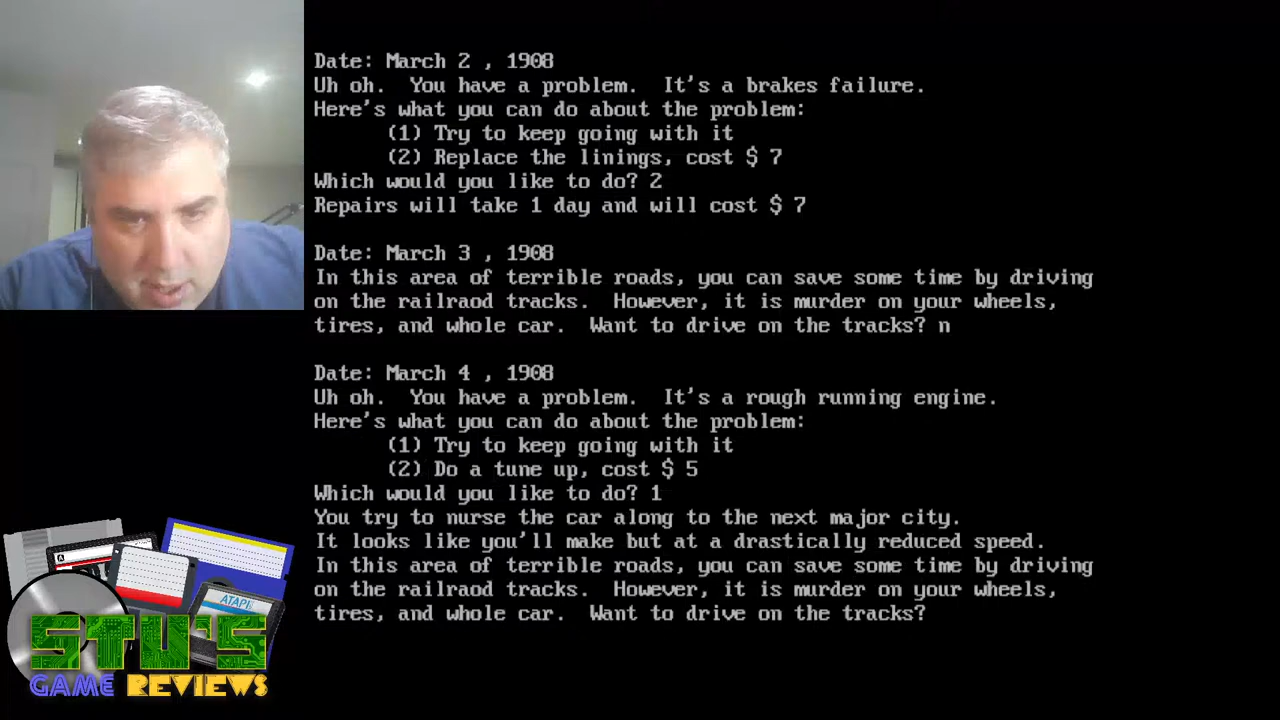 Date: March 2 , 1908
Uh oh.  You have a problem.  It's a brakes failure.
Here's what you can do about the problem:
(1) Try to keep going with it
(2) Replace the linings, cost $ 7
Which would you like to do? 2
Repairs will take 1 day and will cost $ 7
Date: March 3 , 1908
In this area of terrible roads, you can save some time by driving
on the railraod tracks.  However, it is murder on your wheels,
tires, and whole car.  Want to drive on the tracks? n
Date: March 4 , 1908
Uh oh.  You have a problem.  It's a rough running engine.
Here's what you can do about the problem:
(1) Try to keep going with it
(2) Do a tune up, cost $ 5
Which would you like to do? 1
You try to nurse the car along to the next major city.
It looks like you'll make but at a drastically reduced speed.
In this area of terrible roads, you can save some time by driving
on the railraod tracks.  However, it is murder on your wheels,
tires, and whole car.  Want to drive on the tracks?
ATAPI
STU'S
GAME REVIEWS